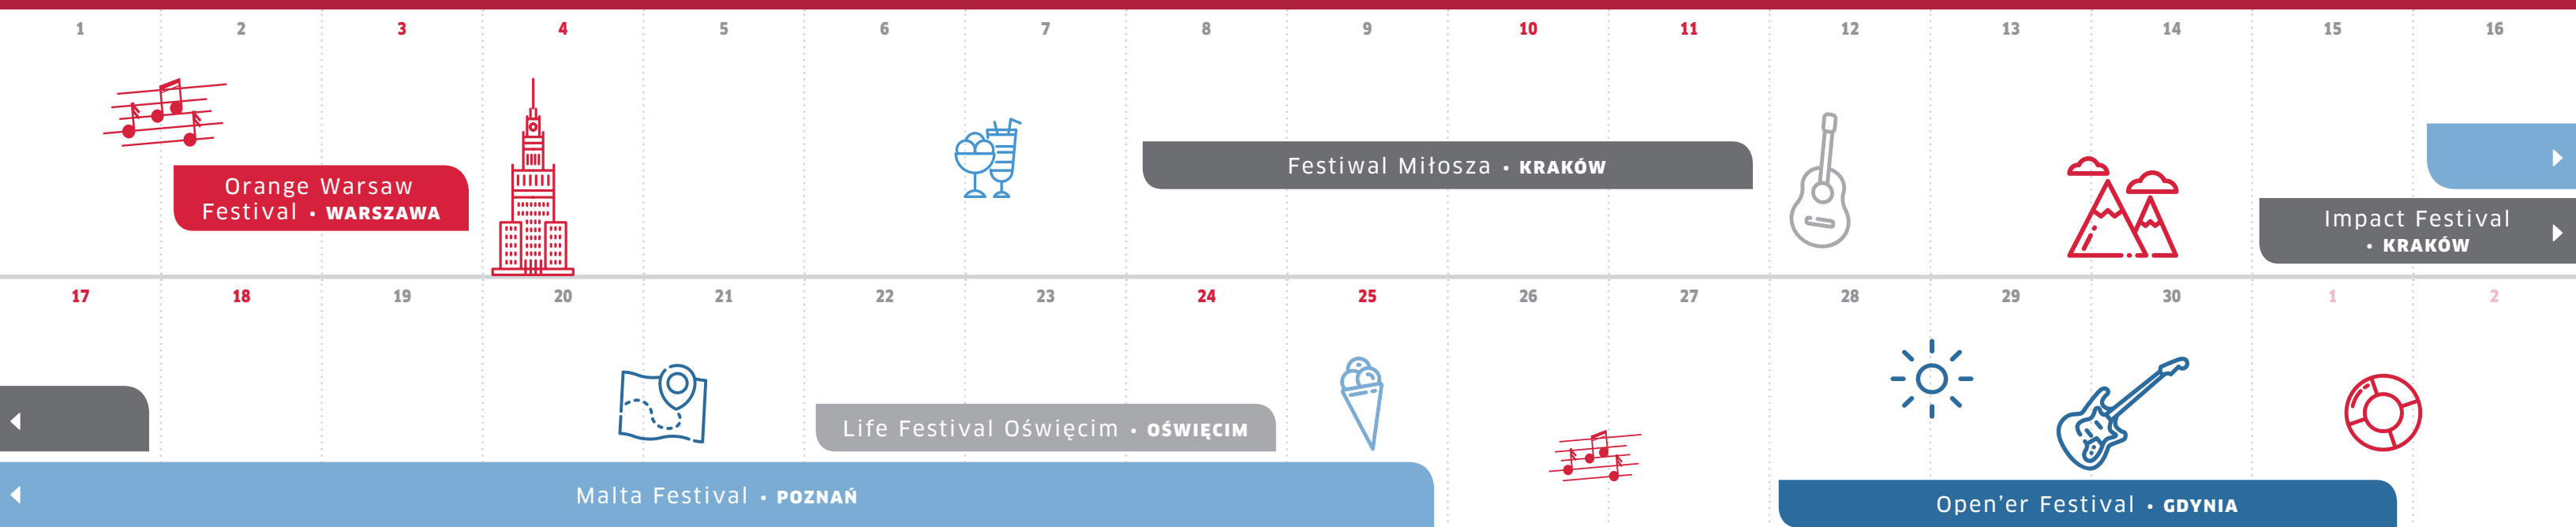 1 2 3 4 5 6 7 8 9 10 11 12 13 14 15 16
Orange Warsaw
Festival • WARSZAWA
Festiwal Miłosza • KRAKÓW
Impact Festival
• KRAKÓW
17 18 19 20 21 22 23 24 25 26 27 28 29 30 1 2
Life Festival Oświęcim • OŚWIĘCIM
Malta Festival • POZNAŃ
Open’er Festival • GDYNIA